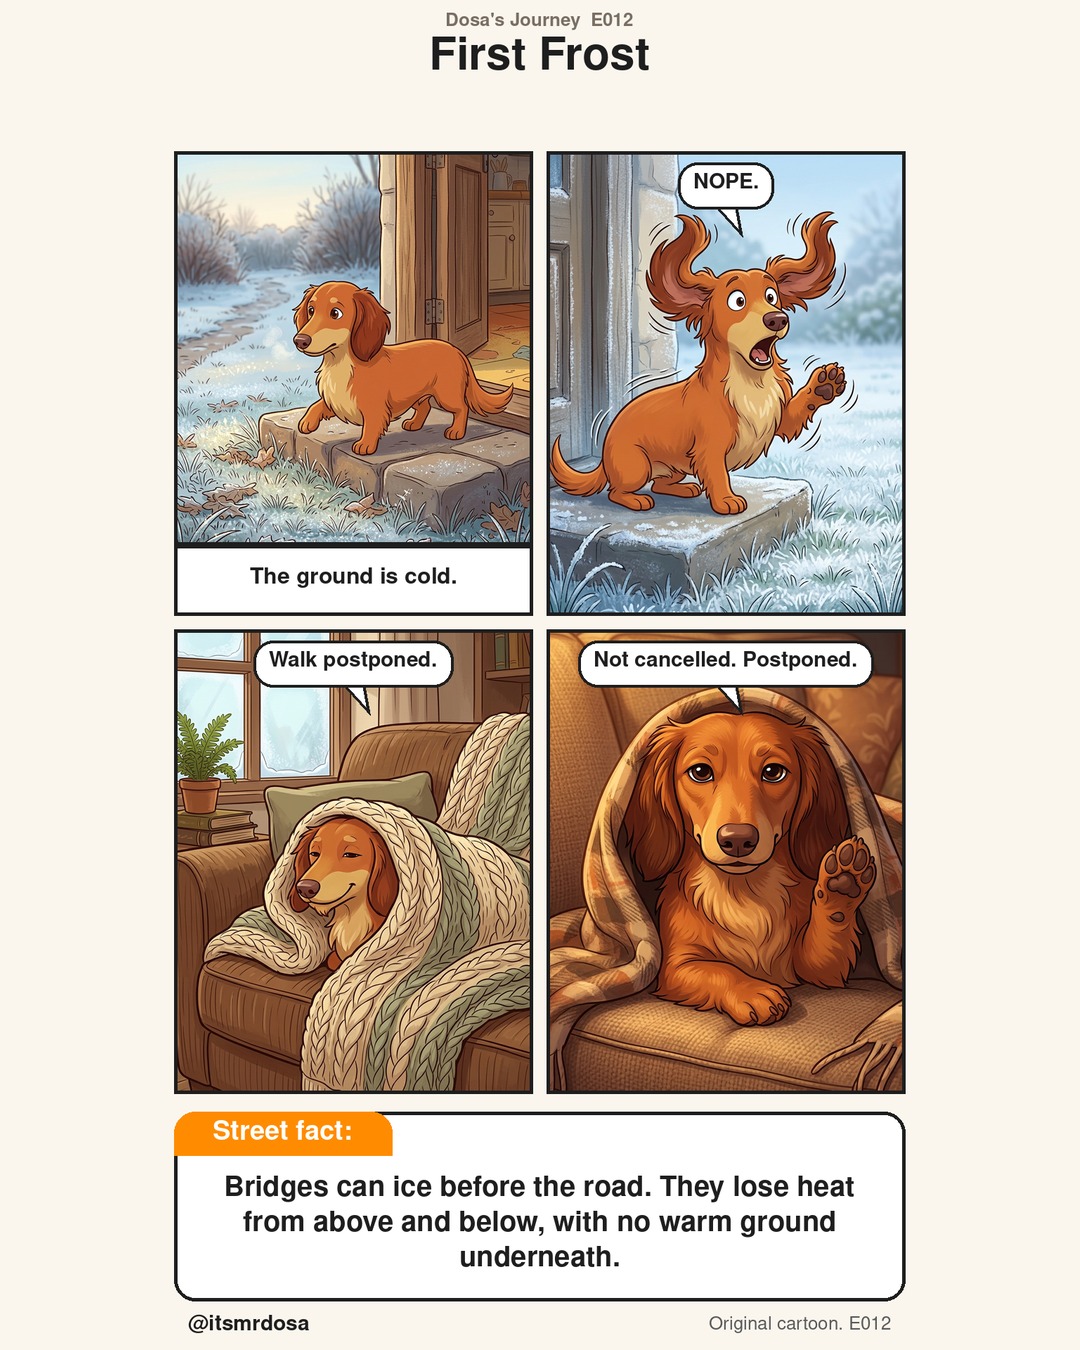 Dosa's Journey E012
First Frost
NOPE.
The ground is cold.
Walk postponed.
Not cancelled. Postponed.
Street fact:
Bridges can ice before the road. They lose heat
from above and below, with no warm ground
underneath.
@itsmrdosa
Original cartoon. E012